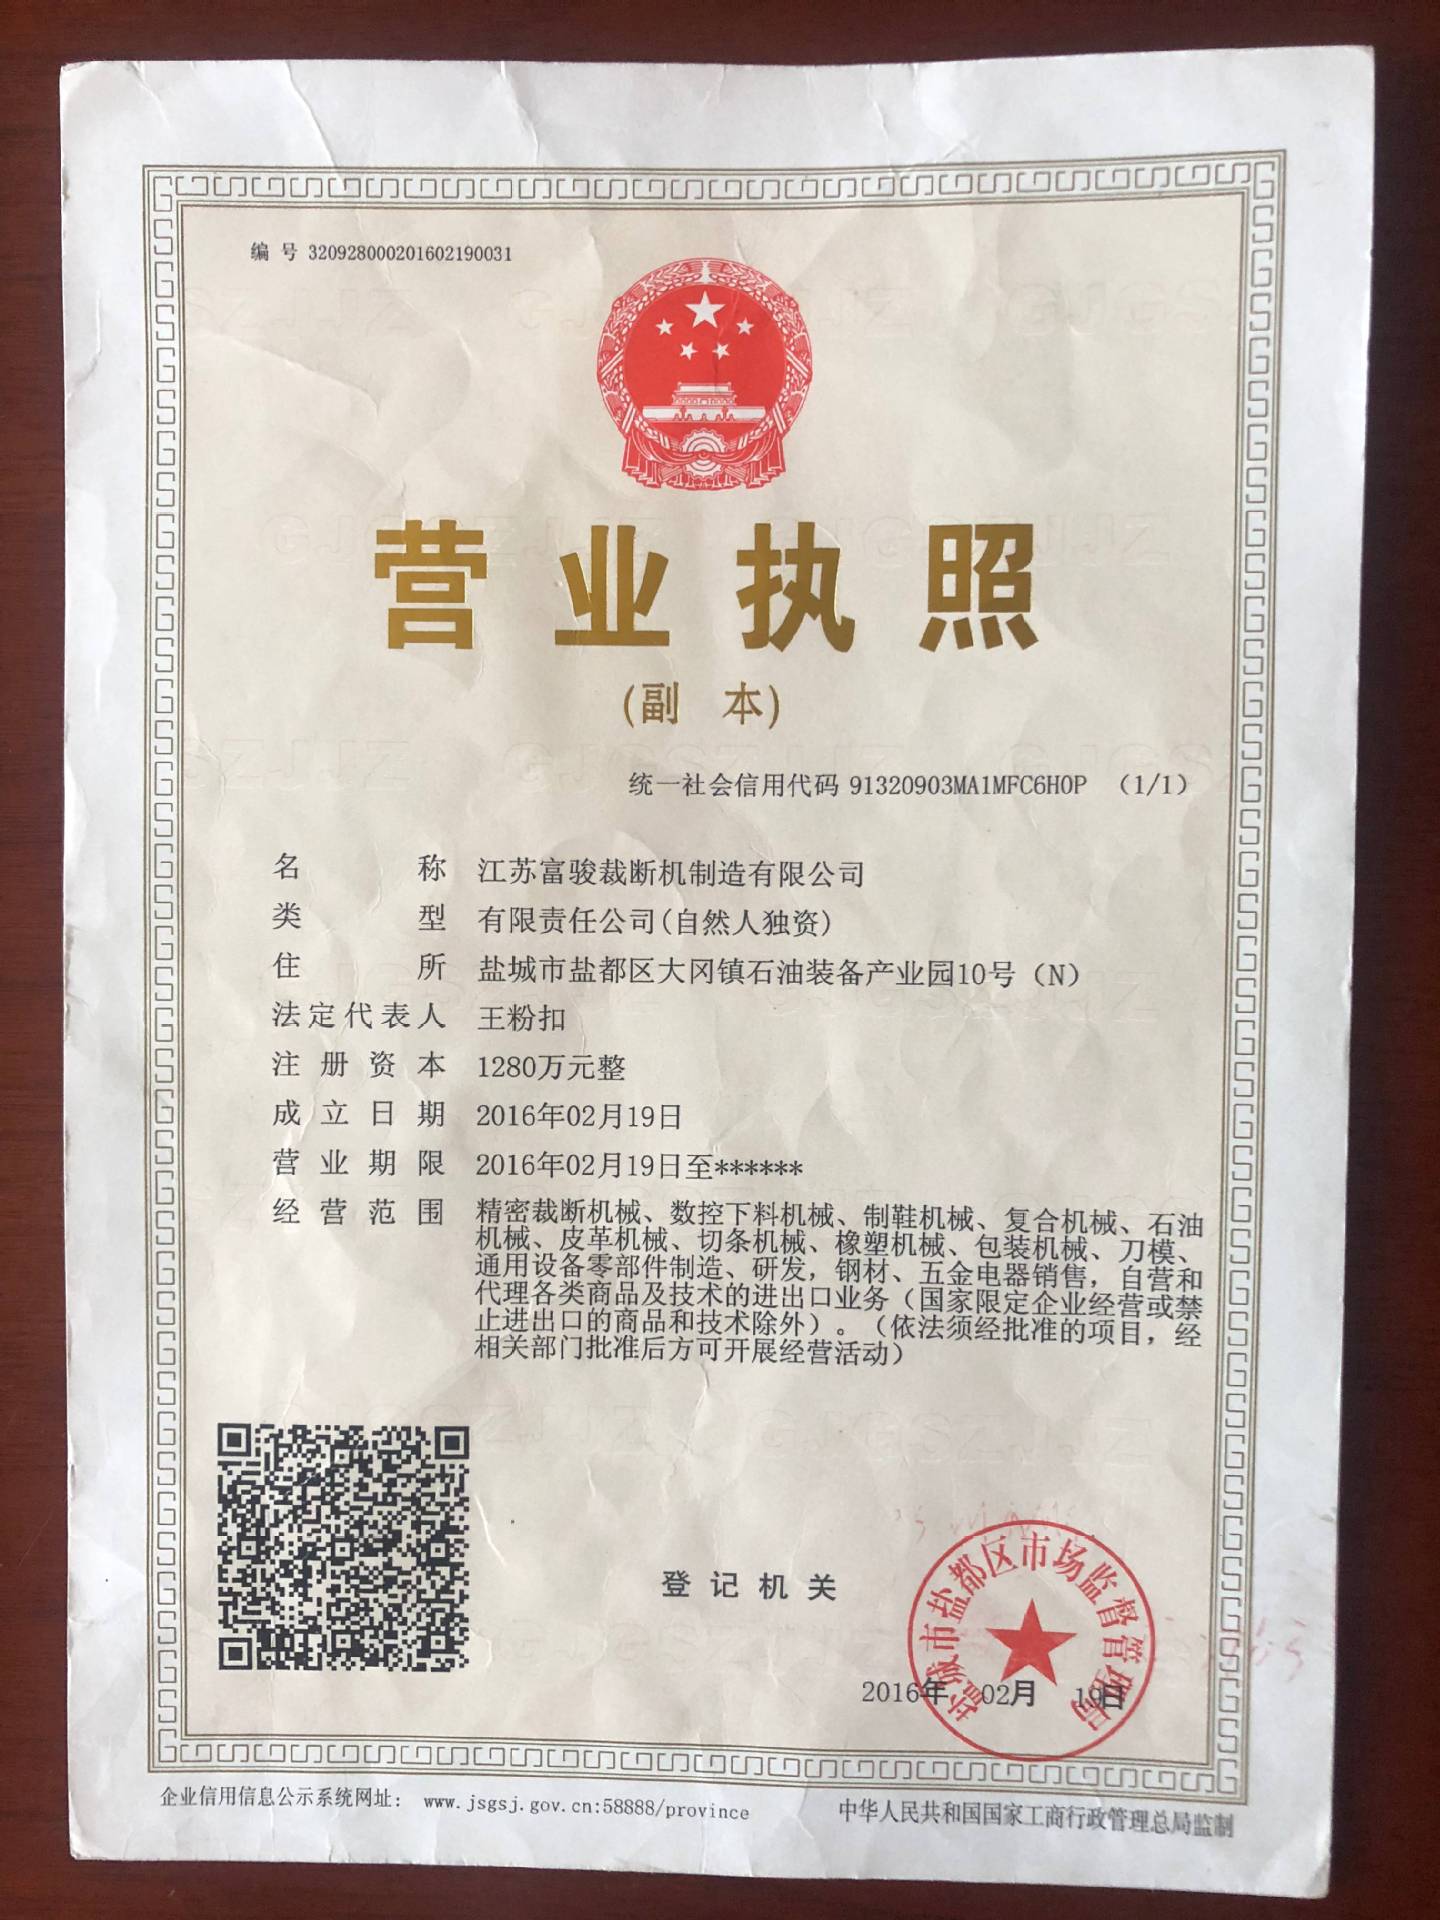 编 号 320928000201602190031
营业执照
(副 本)
统一社会信用代码 91320903MA1MFC6H0P （1/1）
名 称 江苏富骏裁断机制造有限公司
类 型 有限责任公司(自然人独资)
住 所 盐城市盐都区大冈镇石油装备产业园10号（N）
法定代表人 王粉扣
注 册 资 本 1280万元整
成 立 日 期 2016年02月19日
营 业 期 限 2016年02月19日至******
经 营 范 围 精密裁断机械、数控下料机械、制鞋机械、复合机械、石油
机械、皮革机械、切条机械、橡塑机械、包装机械、刀模、
通用设备零部件制造、研发，钢材、五金电器销售，自营和
代理各类商品及技术的进出口业务（国家限定企业经营或禁
止进出口的商品和技术除外）。（依法须经批准的项目，经
相关部门批准后方可开展经营活动）
登 记 机 关
盐城市盐都区市场监督管理局
2016年 02月 19日
企业信用信息公示系统网址： www.jsgsj.gov.cn:58888/province
中华人民共和国国家工商行政管理总局监制